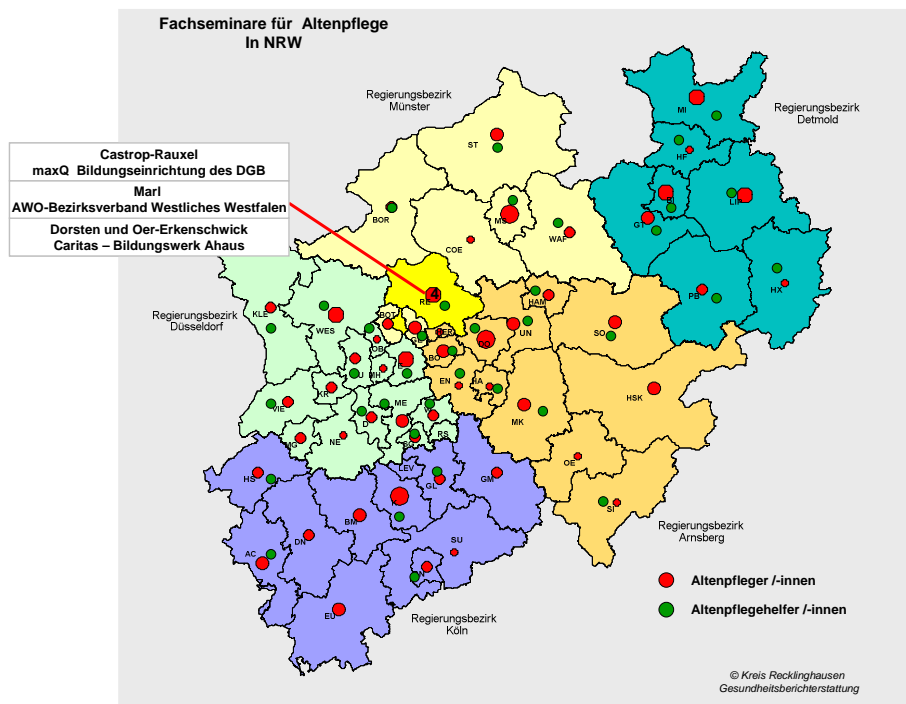 Fachseminare für Altenpflege
In NRW
Regierungsbezirk
Münster
Regierungsbezirk
Detmold
Castrop-Rauxel
maxQ Bildungseinrichtung des DGB
Marl
AWO-Bezirksverband Westliches Westfalen
Dorsten und Oer-Erkenschwick
Caritas – Bildungswerk Ahaus
Regierungsbezirk
Düsseldorf
MI
HF
ST
LIP
GT
BOR
MS
WAF
COE
PB
HX
RE
4
HAM
KLE
WES
BOT
GE
HER
UN
SO
OB
DO
BO
MH
E
EN
HA
HSK
KR
VIE
ME
MK
D
W
MG
NE
RS
OE
LEV
GL
GM
HS
SI
BM
DN
SU
AC
EU
Regierungsbezirk
Arnsberg
Regierungsbezirk
Köln
Altenpfleger /-innen
Altenpflegehelfer /-innen
© Kreis Recklinghausen
Gesundheitsberichterstattung